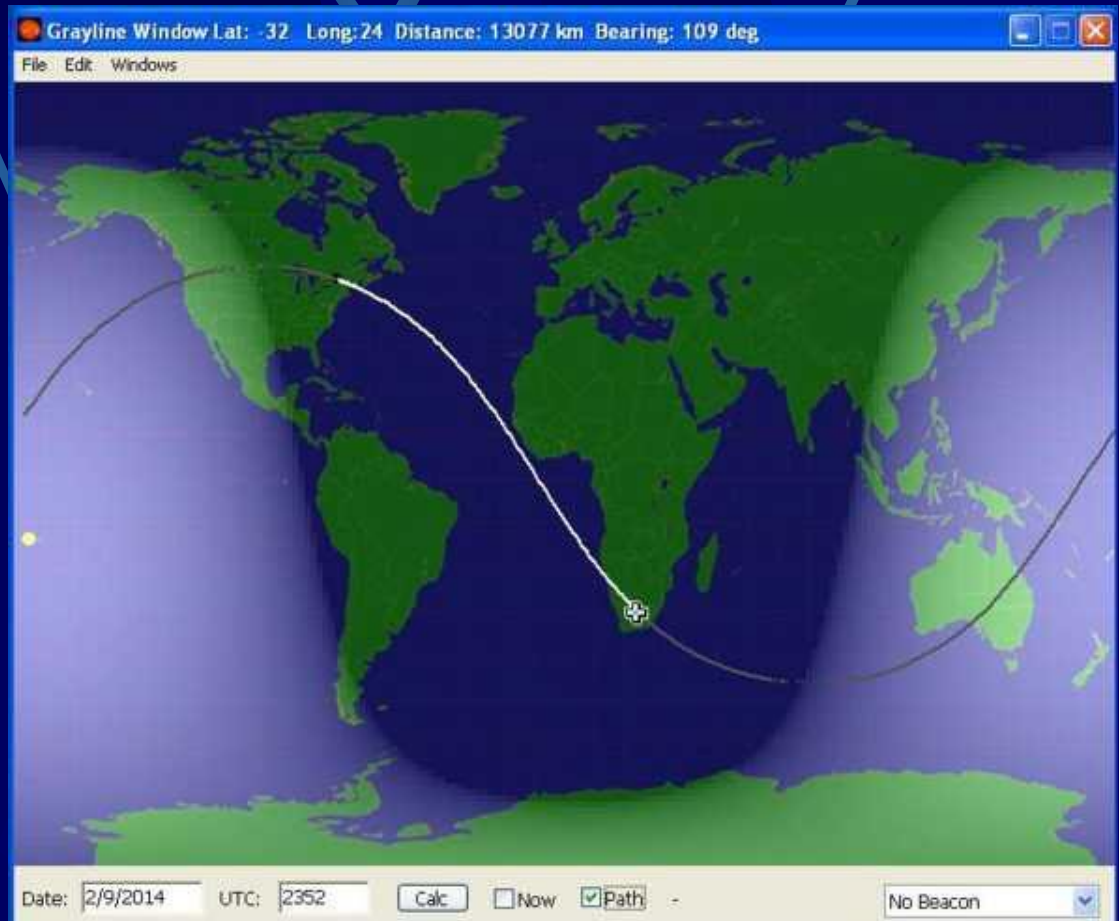 Grayline Window Lat: -32 Long:24 Distance: 13077 km Bearing: 109 deg
File Edit Windows
Date: 2/9/2014 UTC: 2352 Calc Now Path - No Beacon